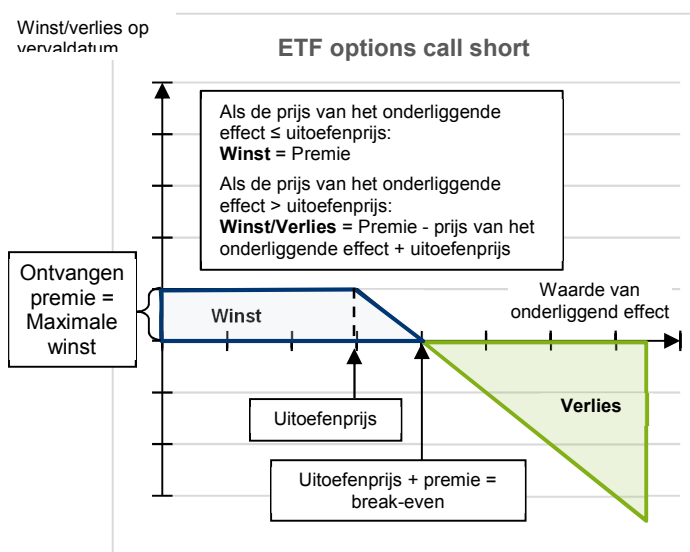 Winst/verlies op
vervaldatum
ETF options call short
Als de prijs van het onderliggende
effect ≤ uitoefenprijs:
Winst = Premie
Als de prijs van het onderliggende
effect > uitoefenprijs:
Winst/Verlies = Premie - prijs van het
onderliggende effect + uitoefenprijs
Ontvangen
premie =
Maximale
winst
Winst
Waarde van
onderliggend effect
Uitoefenprijs
Verlies
Uitoefenprijs + premie =
break-even